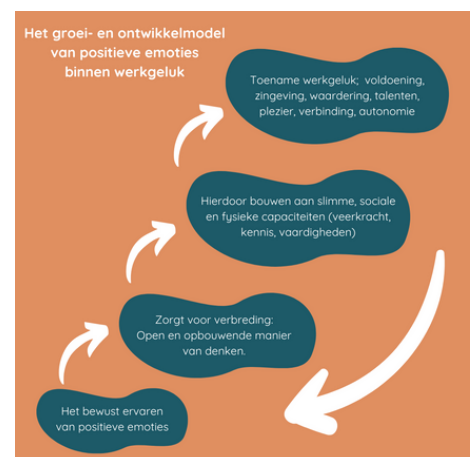 Het groei- en ontwikkelmodel
van positieve emoties
binnen werkgeluk
Toename werkgeluk; voldoening,
zingeving, waardering, talenten,
plezier, verbinding, autonomie
Hierdoor bouwen aan slimme, sociale
en fysieke capaciteiten (veerkracht,
kennis, vaardigheden)
Zorgt voor verbreding:
Open en opbouwende manier
van denken.
Het bewust ervaren
van positieve emoties